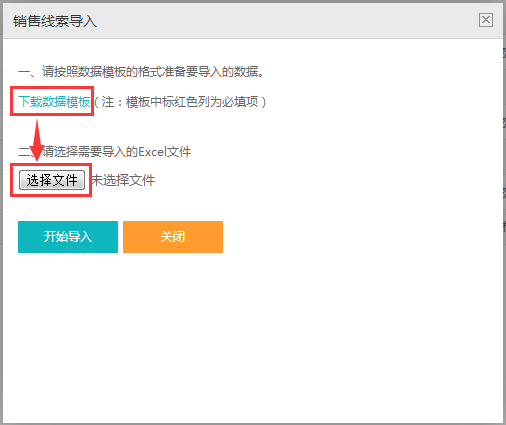 销售线索导入
一、请按照数据模板的格式准备要导入的数据。
下载数据模板（注：模板中标红色列为必填项）
二、请选择需要导入的Excel文件
选择文件 未选择文件
开始导入 关闭